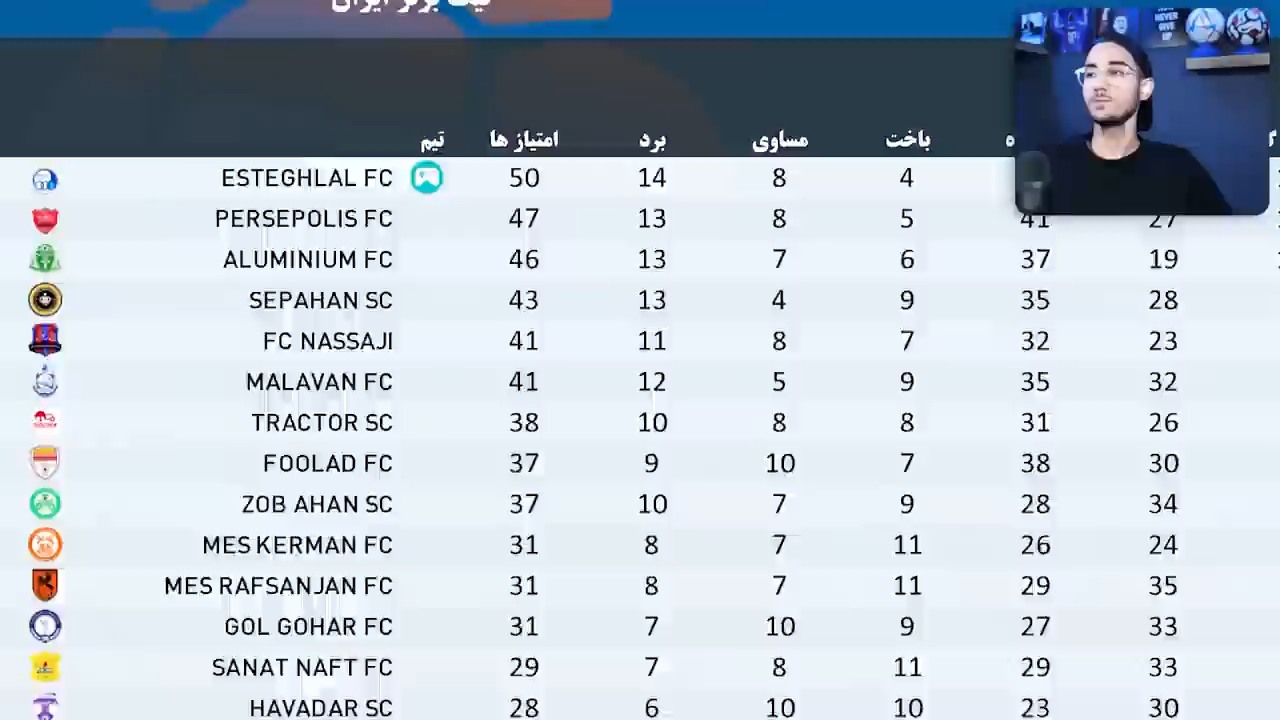 لیگ برتر ایران
تیم امتیاز ها برد مساوی باخت
ESTEGHLAL FC 50 14 8 4
PERSEPOLIS FC 47 13 8 5 41 27
ALUMINIUM FC 46 13 7 6 37 19
SEPAHAN SC 43 13 4 9 35 28
FC NASSAJI 41 11 8 7 32 23
MALAVAN FC 41 12 5 9 35 32
TRACTOR SC 38 10 8 8 31 26
FOOLAD FC 37 9 10 7 38 30
ZOB AHAN SC 37 10 7 9 28 34
MES KERMAN FC 31 8 7 11 26 24
MES RAFSANJAN FC 31 8 7 11 29 35
GOL GOHAR FC 31 7 10 9 27 33
SANAT NAFT FC 29 7 8 11 29 33
HAVADAR SC 28 6 10 10 23 30
NEVER
GIVE
UP